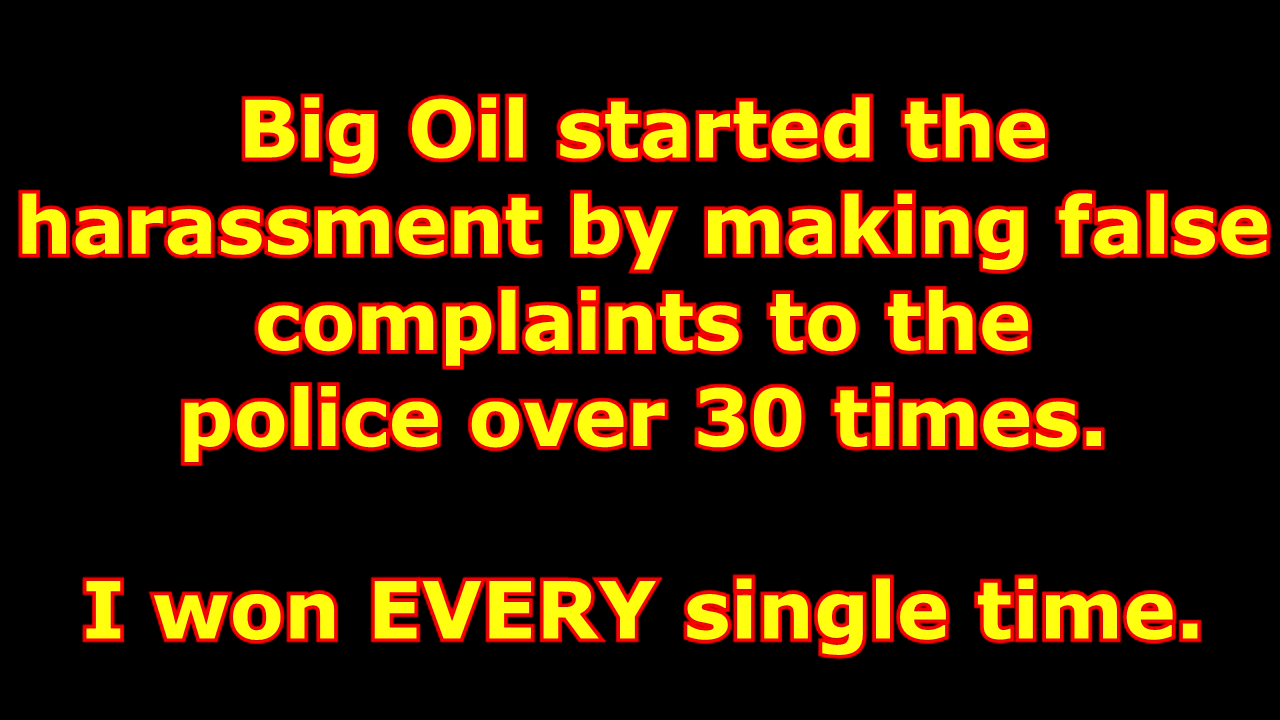 Big Oil started the
harassment by making false
complaints to the
police over 30 times.
I won EVERY single time.